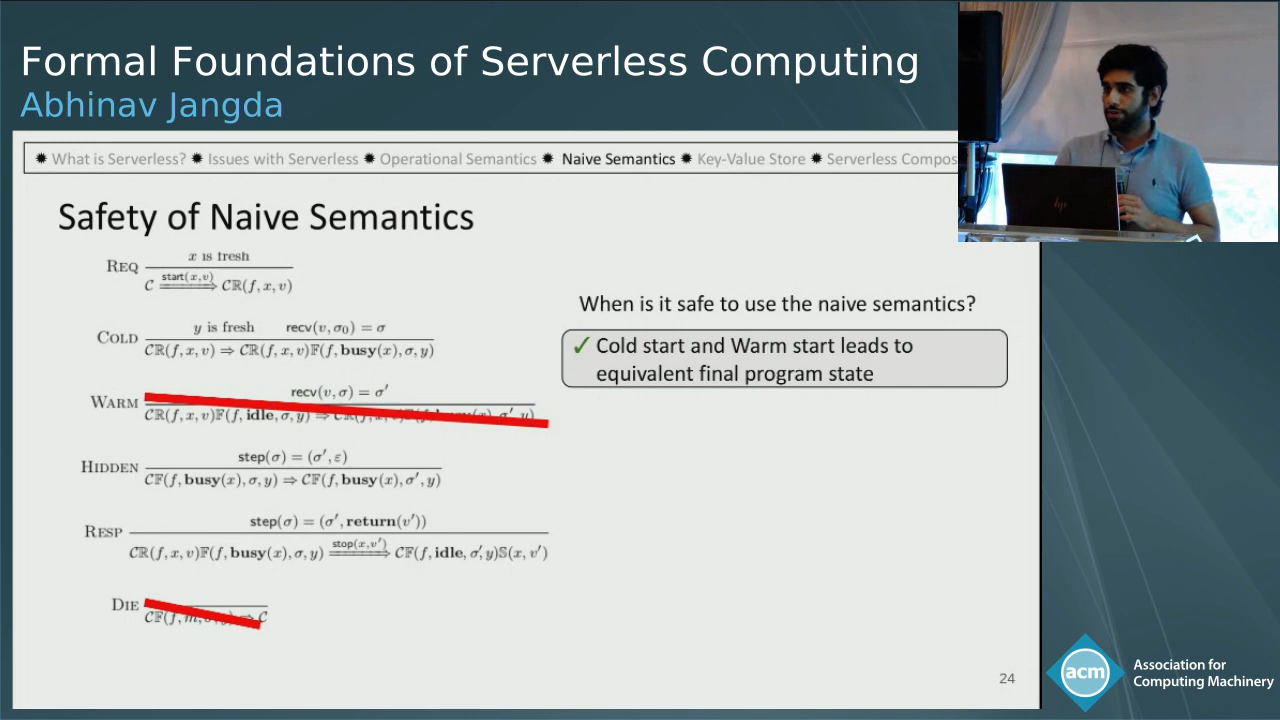 Formal Foundations of Serverless Computing
Abhinav Jangda
✹ What is Serverless? ✹ Issues with Serverless ✹ Operational Semantics ✹ Naive Semantics ✹ Key-Value Store ✹ Serverless Compos
Safety of Naive Semantics
x is fresh
REQ
C ⟹ start(x,v) Cℝ(f, x, v)
y is fresh recv(v, σ₀) = σ
COLD
Cℝ(f, x, v) ⇒ Cℝ(f, x, v)𝔽(f, busy(x), σ, y)
recv(v, σ) = σ′
WARM
Cℝ(f, x, v)𝔽(f, idle, σ, y) ⇒
step(σ) = (σ′, ε)
HIDDEN
C𝔽(f, busy(x), σ, y) ⇒ C𝔽(f, busy(x), σ′, y)
step(σ) = (σ′, return(v′))
RESP
Cℝ(f, x, v)𝔽(f, busy(x), σ, y) ⟹ stop(x,v′) C𝔽(f, idle, σ′, y)𝕊(x, v′)
DIE
C𝔽(f, m, ⇒ C
When is it safe to use the naive semantics?
✓ Cold start and Warm start leads to
equivalent final program state
24
hp
acm
Association for
Computing Machinery